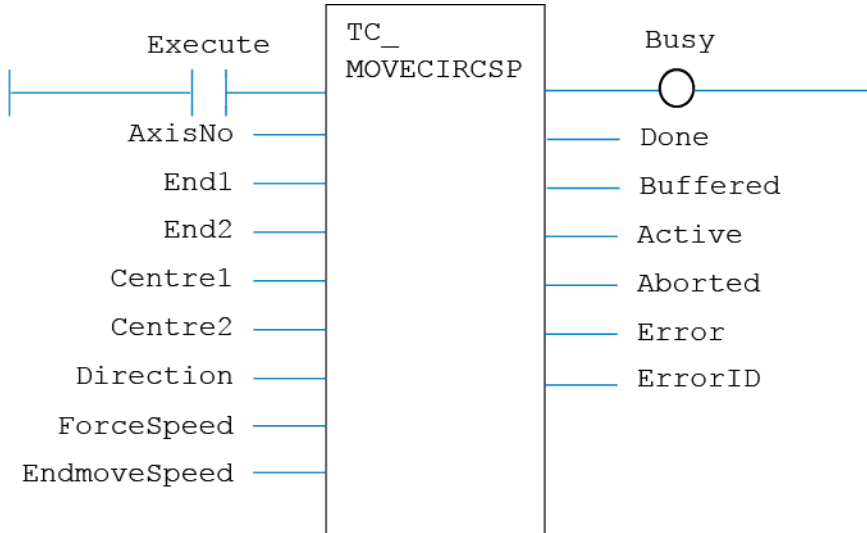 Execute
TC_
MOVECIRCSP
Busy
AxisNo
Done
End1
Buffered
End2
Active
Centre1
Aborted
Centre2
Error
Direction
ErrorID
ForceSpeed
EndmoveSpeed